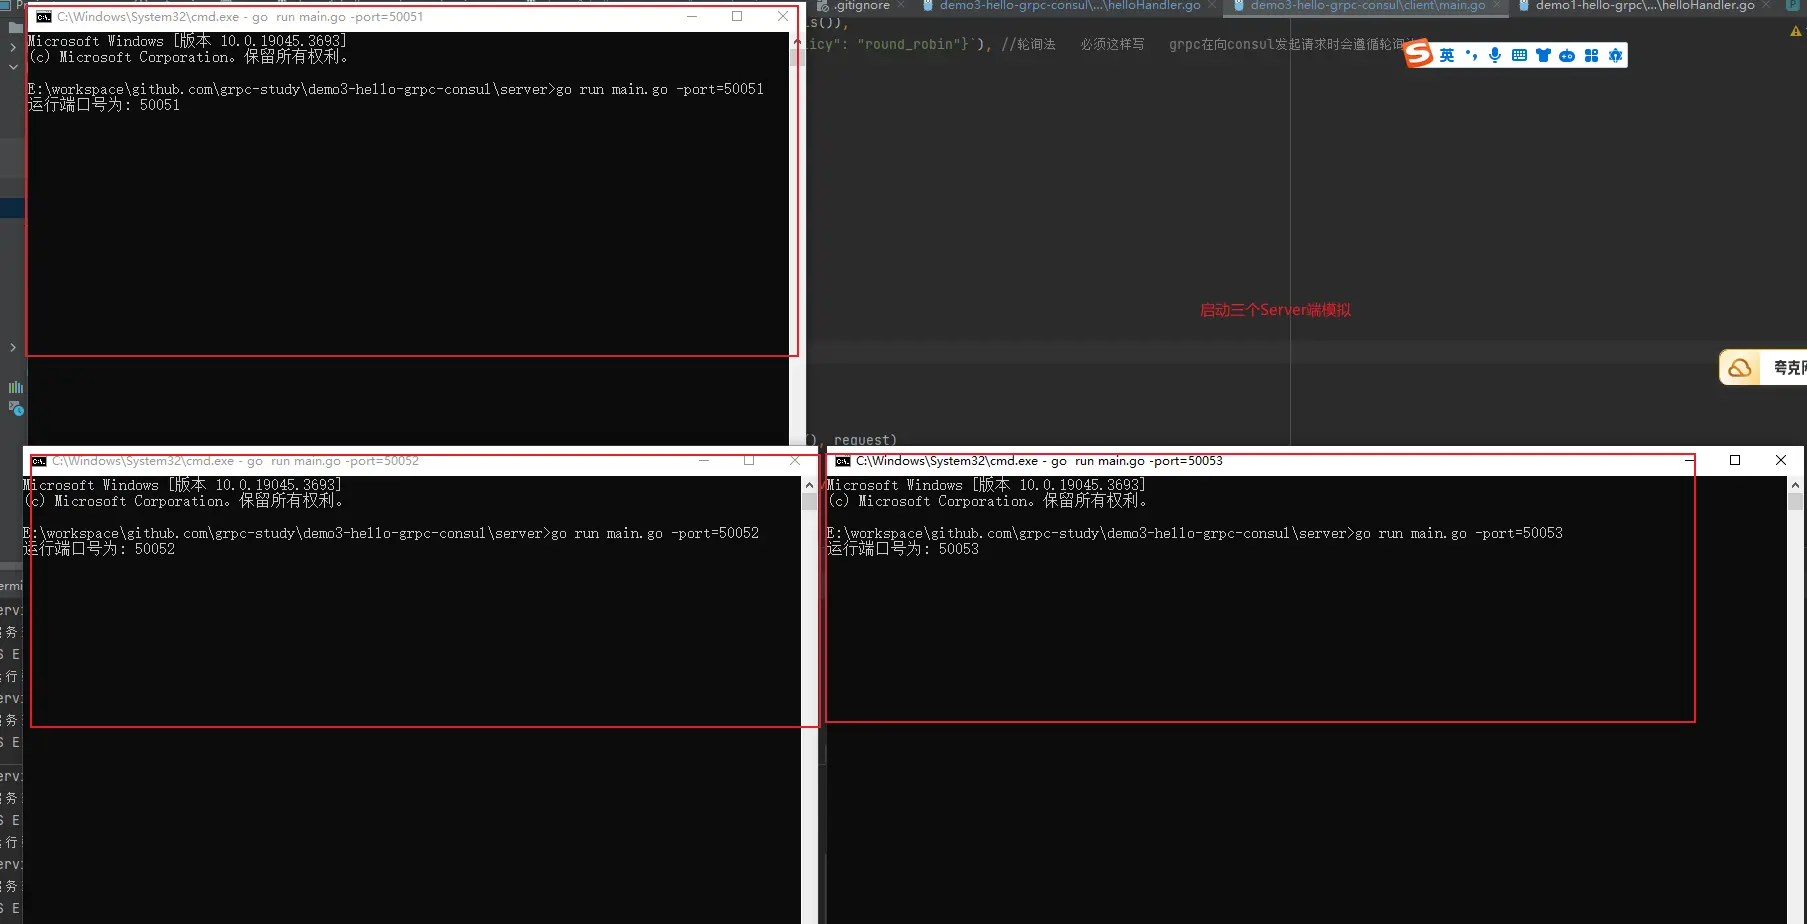 C:\Windows\System32\cmd.exe - go  run main.go -port=50051
Microsoft Windows [版本 10.0.19045.3693]
(c) Microsoft Corporation。保留所有权利。
E:\workspace\github.com\grpc-study\demo3-hello-grpc-consul\server>go run main.go -port=50051
运行端口号为: 50051
.gitignore
demo3-hello-grpc-consul\...\helloHandler.go
demo3-hello-grpc-consul\client\main.go
demo1-hello-grpc\...\helloHandler.go
s()),
licy": "round_robin"}`), //轮询法   必须这样写   grpc在向consul发起请求时会遵循轮询
英
启动三个Server端模拟
夸克
(), request)
C:\Windows\System32\cmd.exe - go  run main.go -port=50052
Microsoft Windows [版本 10.0.19045.3693]
(c) Microsoft Corporation。保留所有权利。
E:\workspace\github.com\grpc-study\demo3-hello-grpc-consul\server>go run main.go -port=50052
运行端口号为: 50052
C:\Windows\System32\cmd.exe - go  run main.go -port=50053
Microsoft Windows [版本 10.0.19045.3693]
(c) Microsoft Corporation。保留所有权利。
E:\workspace\github.com\grpc-study\demo3-hello-grpc-consul\server>go run main.go -port=50053
运行端口号为: 50053